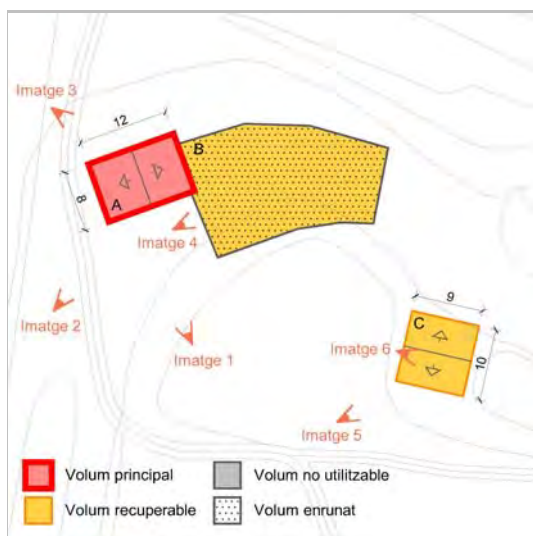 Imatge 3
12
B
8
A
Imatge 4
9
C
Imatge 2
Imatge 1
Imatge 6
10
Imatge 5
Volum principal
Volum no utilitzable
Volum recuperable
Volum enrunat